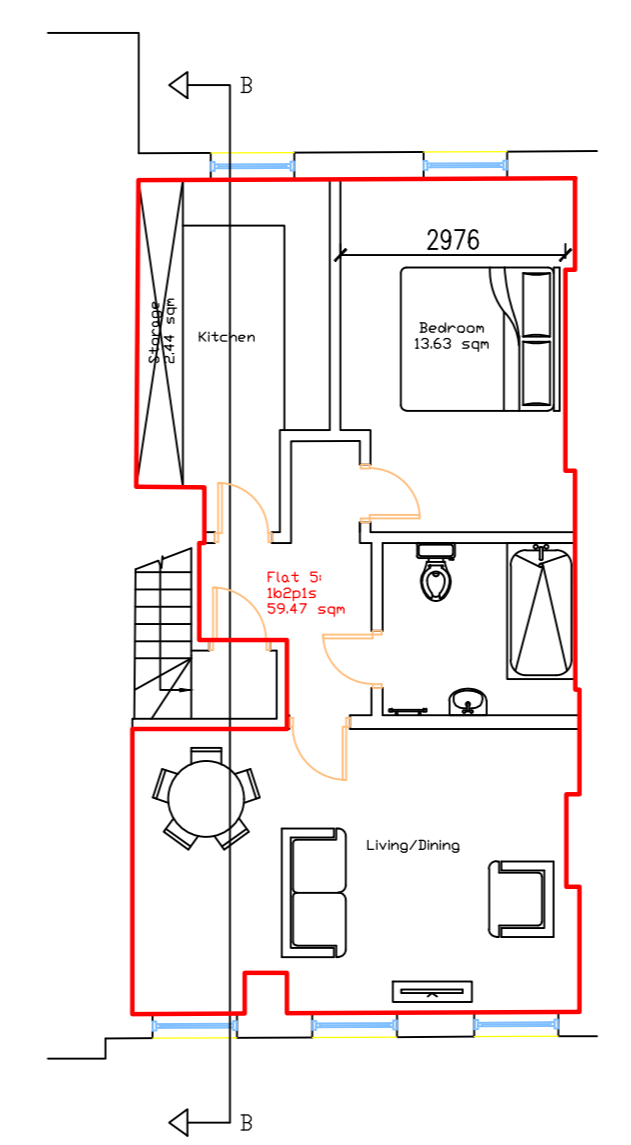 B
2976
Storage
2.44 sqm
Kitchen
Bedroom
13.63 sqm
Flat 5:
1b2p1s
59.47 sqm
Living/Dining
B